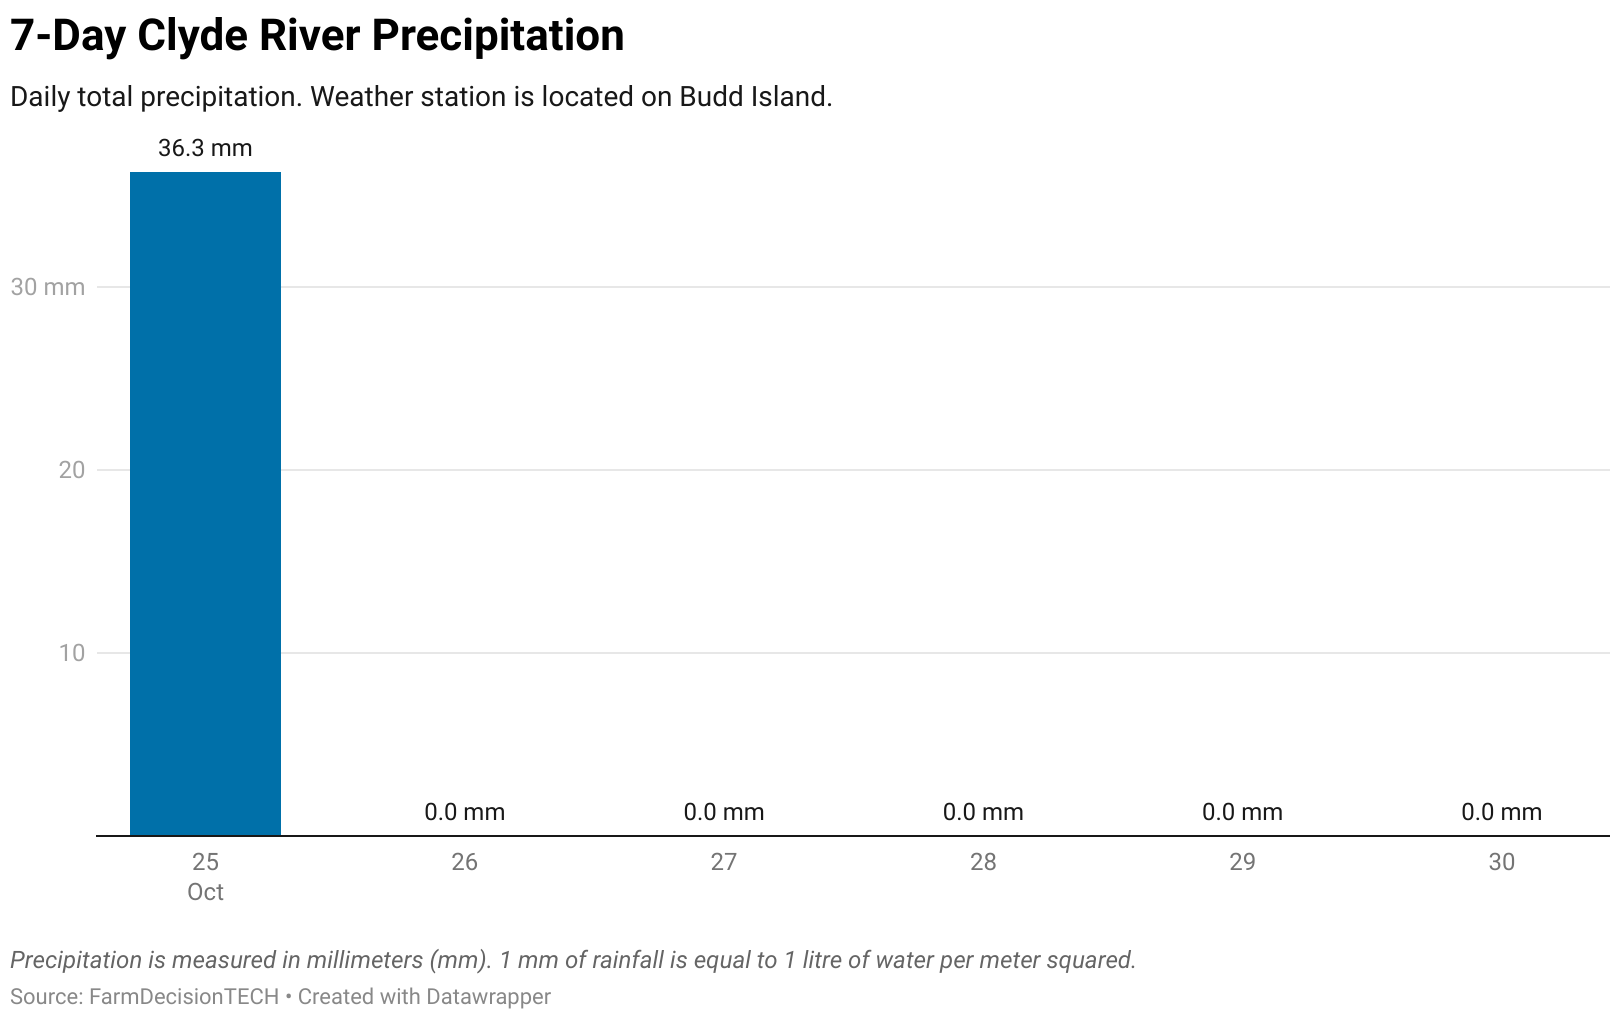 7-Day Clyde River Precipitation
Daily total precipitation. Weather station is located on Budd Island.
36.3 mm
30 mm
20
10
0.0 mm 0.0 mm 0.0 mm 0.0 mm 0.0 mm
25 26 27 28 29 30
Oct
Precipitation is measured in millimeters (mm). 1 mm of rainfall is equal to 1 litre of water per meter squared.
Source: FarmDecisionTECH • Created with Datawrapper